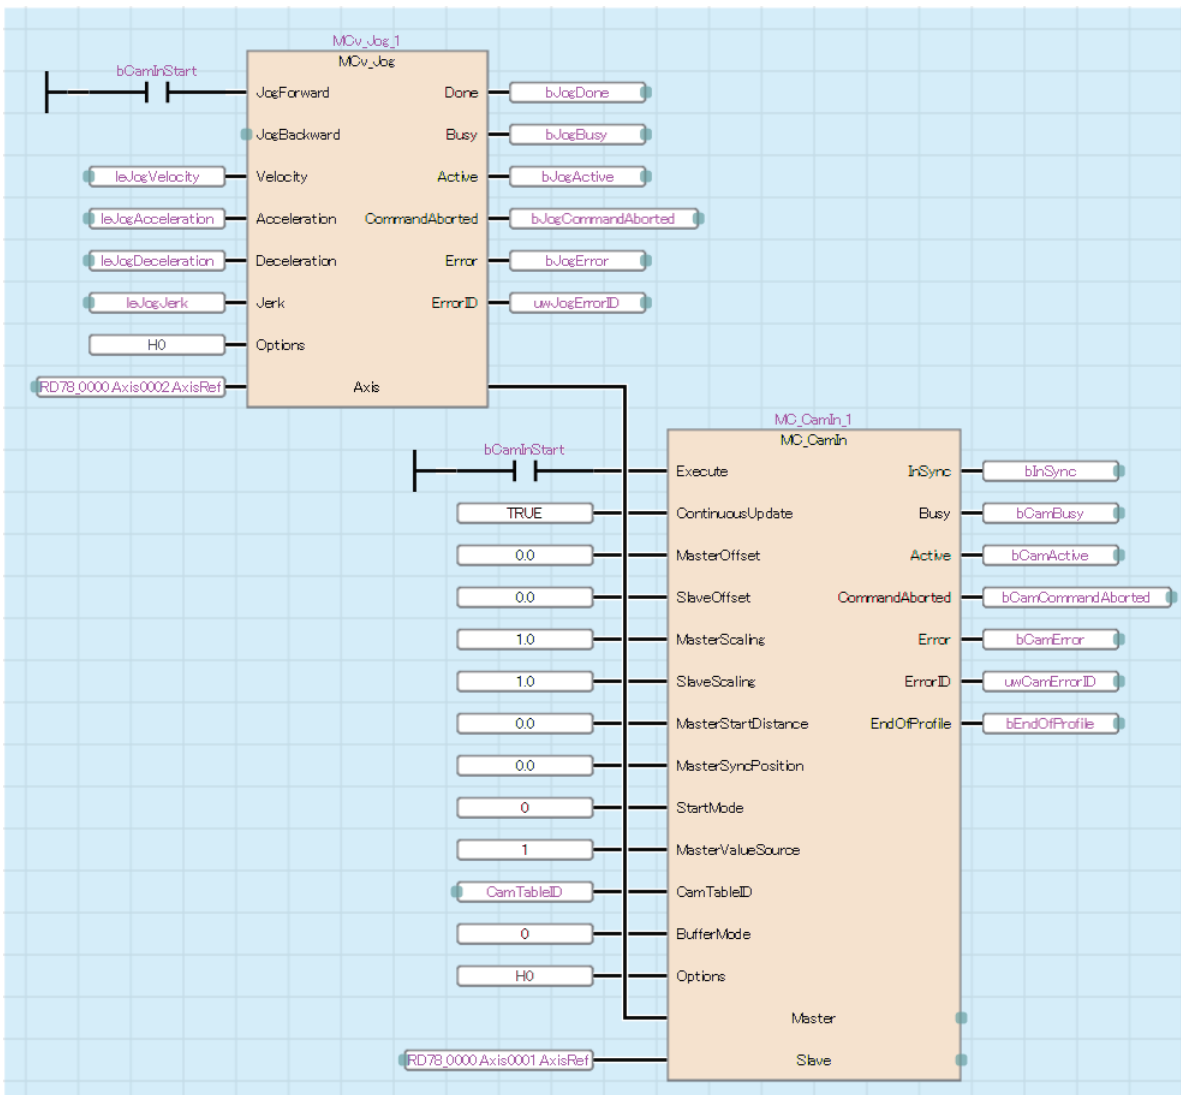 MCv_Jog_1
MCv_Jog
bCamInStart
JogForward Done bJogDone
JogBackward Busy bJogBusy
leJogVelocity Velocity Active bJogActive
leJogAcceleration Acceleration CommandAborted bJogCommandAborted
leJogDeceleration Deceleration Error bJogError
leJogJerk Jerk ErrorID uwJogErrorID
H0 Options
RD78_0000.Axis0002.AxisRef Axis
MC_CamIn_1
MC_CamIn
bCamInStart
Execute InSync bInSync
TRUE ContinuousUpdate Busy bCamBusy
0.0 MasterOffset Active bCamActive
0.0 SlaveOffset CommandAborted bCamCommandAborted
1.0 MasterScaling Error bCamError
1.0 SlaveScaling ErrorID uwCamErrorID
0.0 MasterStartDistance EndOfProfile bEndOfProfile
0.0 MasterSyncPosition
0 StartMode
1 MasterValueSource
CamTableID CamTableID
0 BufferMode
H0 Options
Master
RD78_0000.Axis0001.AxisRef Slave